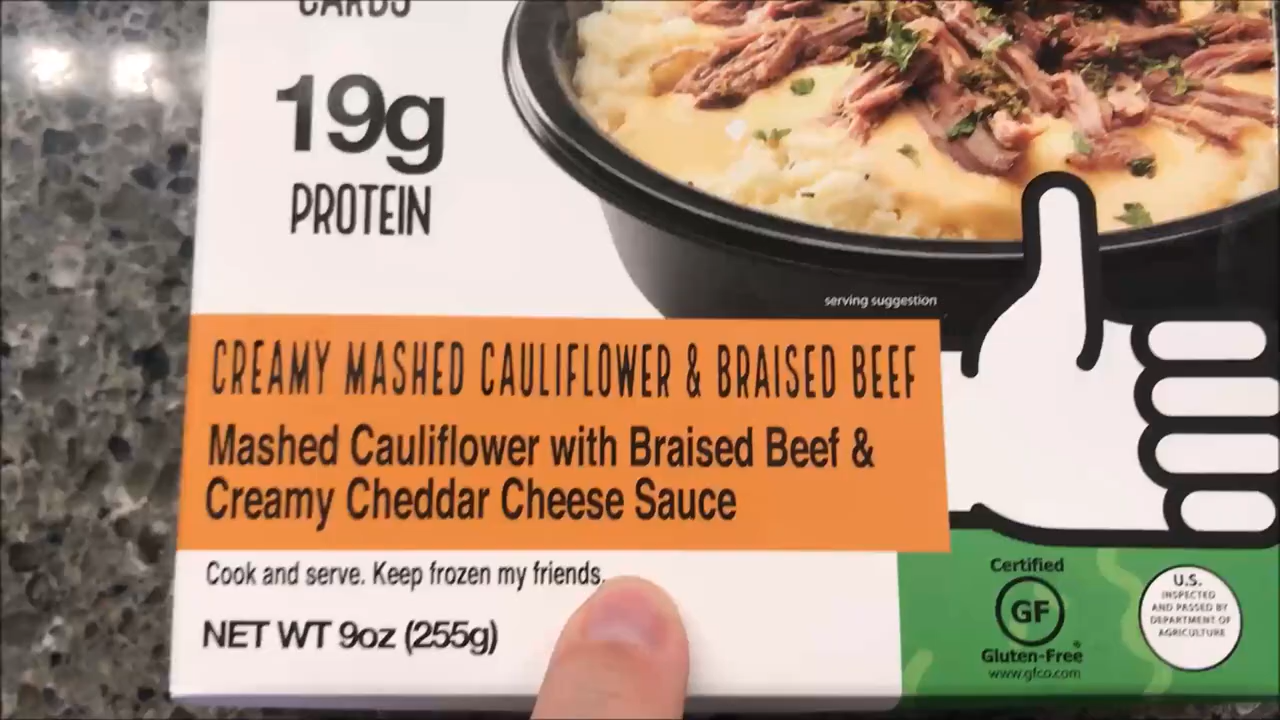 CARBS
19g
PROTEIN
serving suggestion
CREAMY MASHED CAULIFLOWER & BRAISED BEEF
Mashed Cauliflower with Braised Beef &
Creamy Cheddar Cheese Sauce
Cook and serve. Keep frozen my friends.
NET WT 9oz (255g)
Certified
GF
Gluten-Free®
www.gfco.com
U.S.
INSPECTED
AND PASSED BY
DEPARTMENT OF
AGRICULTURE